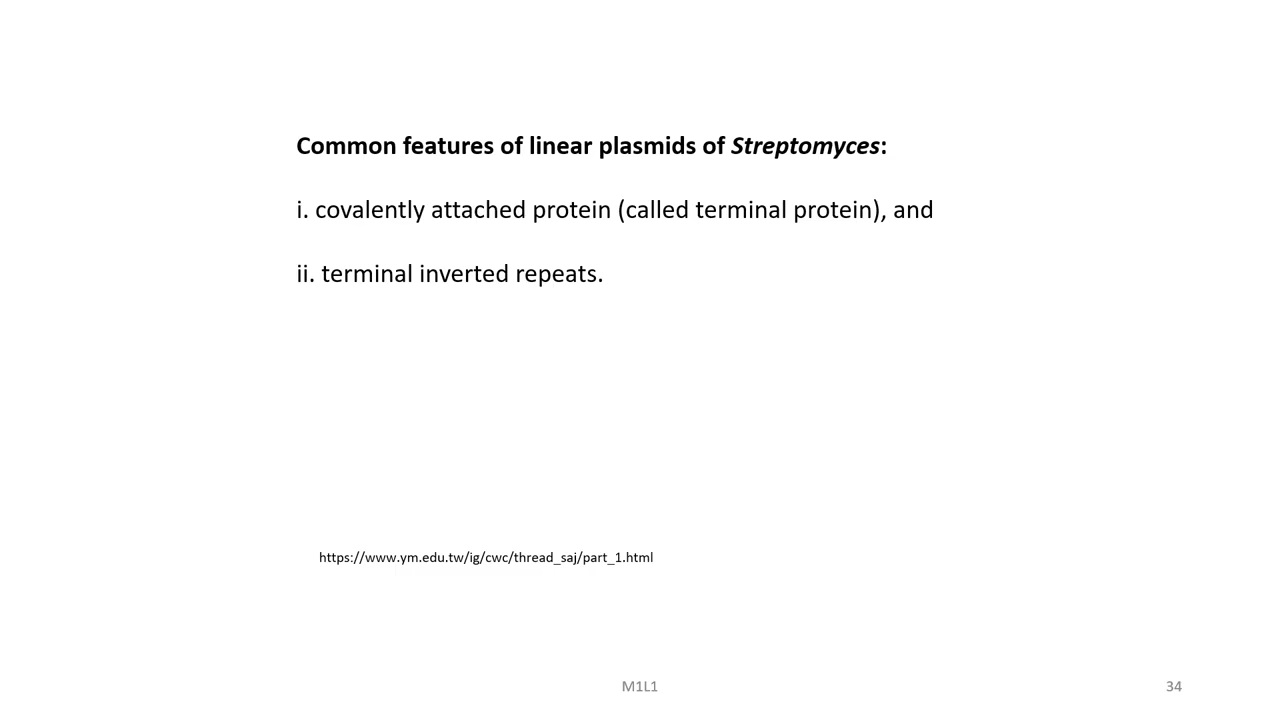 Common features of linear plasmids of Streptomyces:
i. covalently attached protein (called terminal protein), and
ii. terminal inverted repeats.
https://www.ym.edu.tw/ig/cwc/thread_saj/part_1.html
M1L1
34